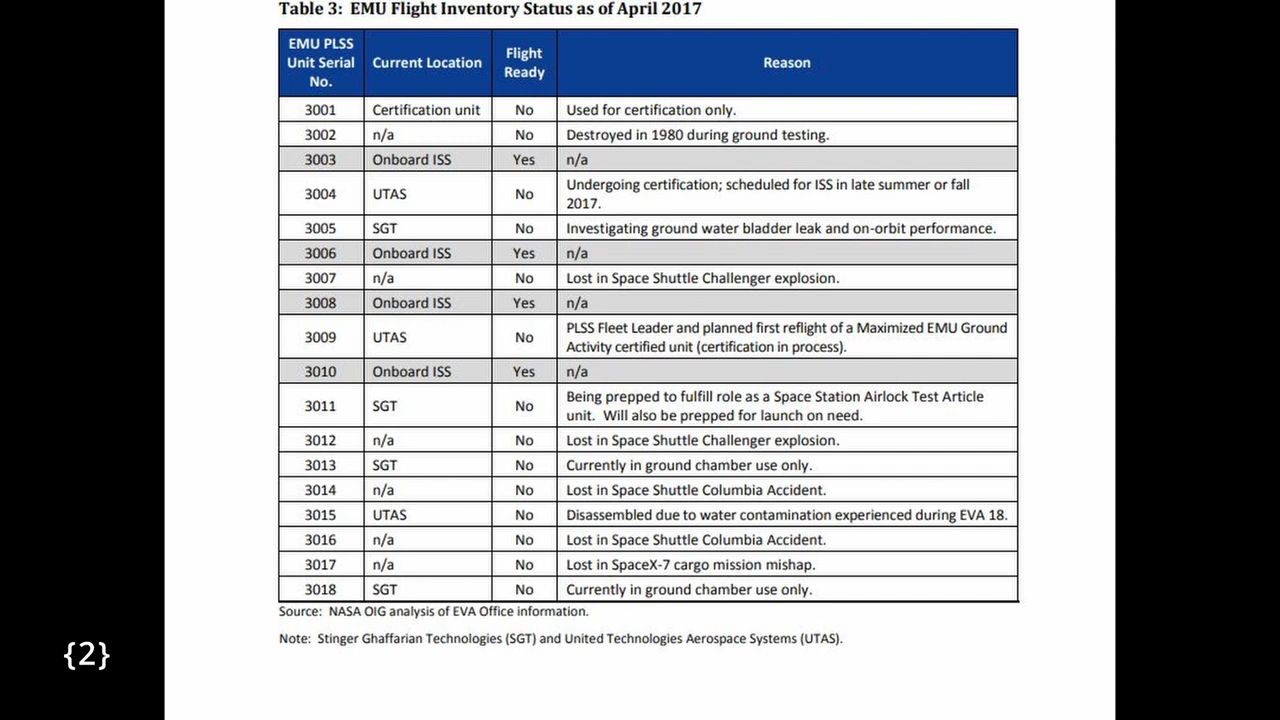 Table 3: EMU Flight Inventory Status as of April 2017
EMU PLSS Unit Serial No. Current Location Flight Ready Reason
3001 Certification unit No Used for certification only.
3002 n/a No Destroyed in 1980 during ground testing.
3003 Onboard ISS Yes n/a
3004 UTAS No Undergoing certification; scheduled for ISS in late summer or fall
2017.
3005 SGT No Investigating ground water bladder leak and on-orbit performance.
3006 Onboard ISS Yes n/a
3007 n/a No Lost in Space Shuttle Challenger explosion.
3008 Onboard ISS Yes n/a
3009 UTAS No PLSS Fleet Leader and planned first reflight of a Maximized EMU Ground
Activity certified unit (certification in process).
3010 Onboard ISS Yes n/a
3011 SGT No Being prepped to fulfill role as a Space Station Airlock Test Article
unit. Will also be prepped for launch on need.
3012 n/a No Lost in Space Shuttle Challenger explosion.
3013 SGT No Currently in ground chamber use only.
3014 n/a No Lost in Space Shuttle Columbia Accident.
3015 UTAS No Disassembled due to water contamination experienced during EVA 18.
3016 n/a No Lost in Space Shuttle Columbia Accident.
3017 n/a No Lost in SpaceX-7 cargo mission mishap.
3018 SGT No Currently in ground chamber use only.
Source: NASA OIG analysis of EVA Office information.
Note: Stinger Ghaffarian Technologies (SGT) and United Technologies Aerospace Systems (UTAS).
{2}